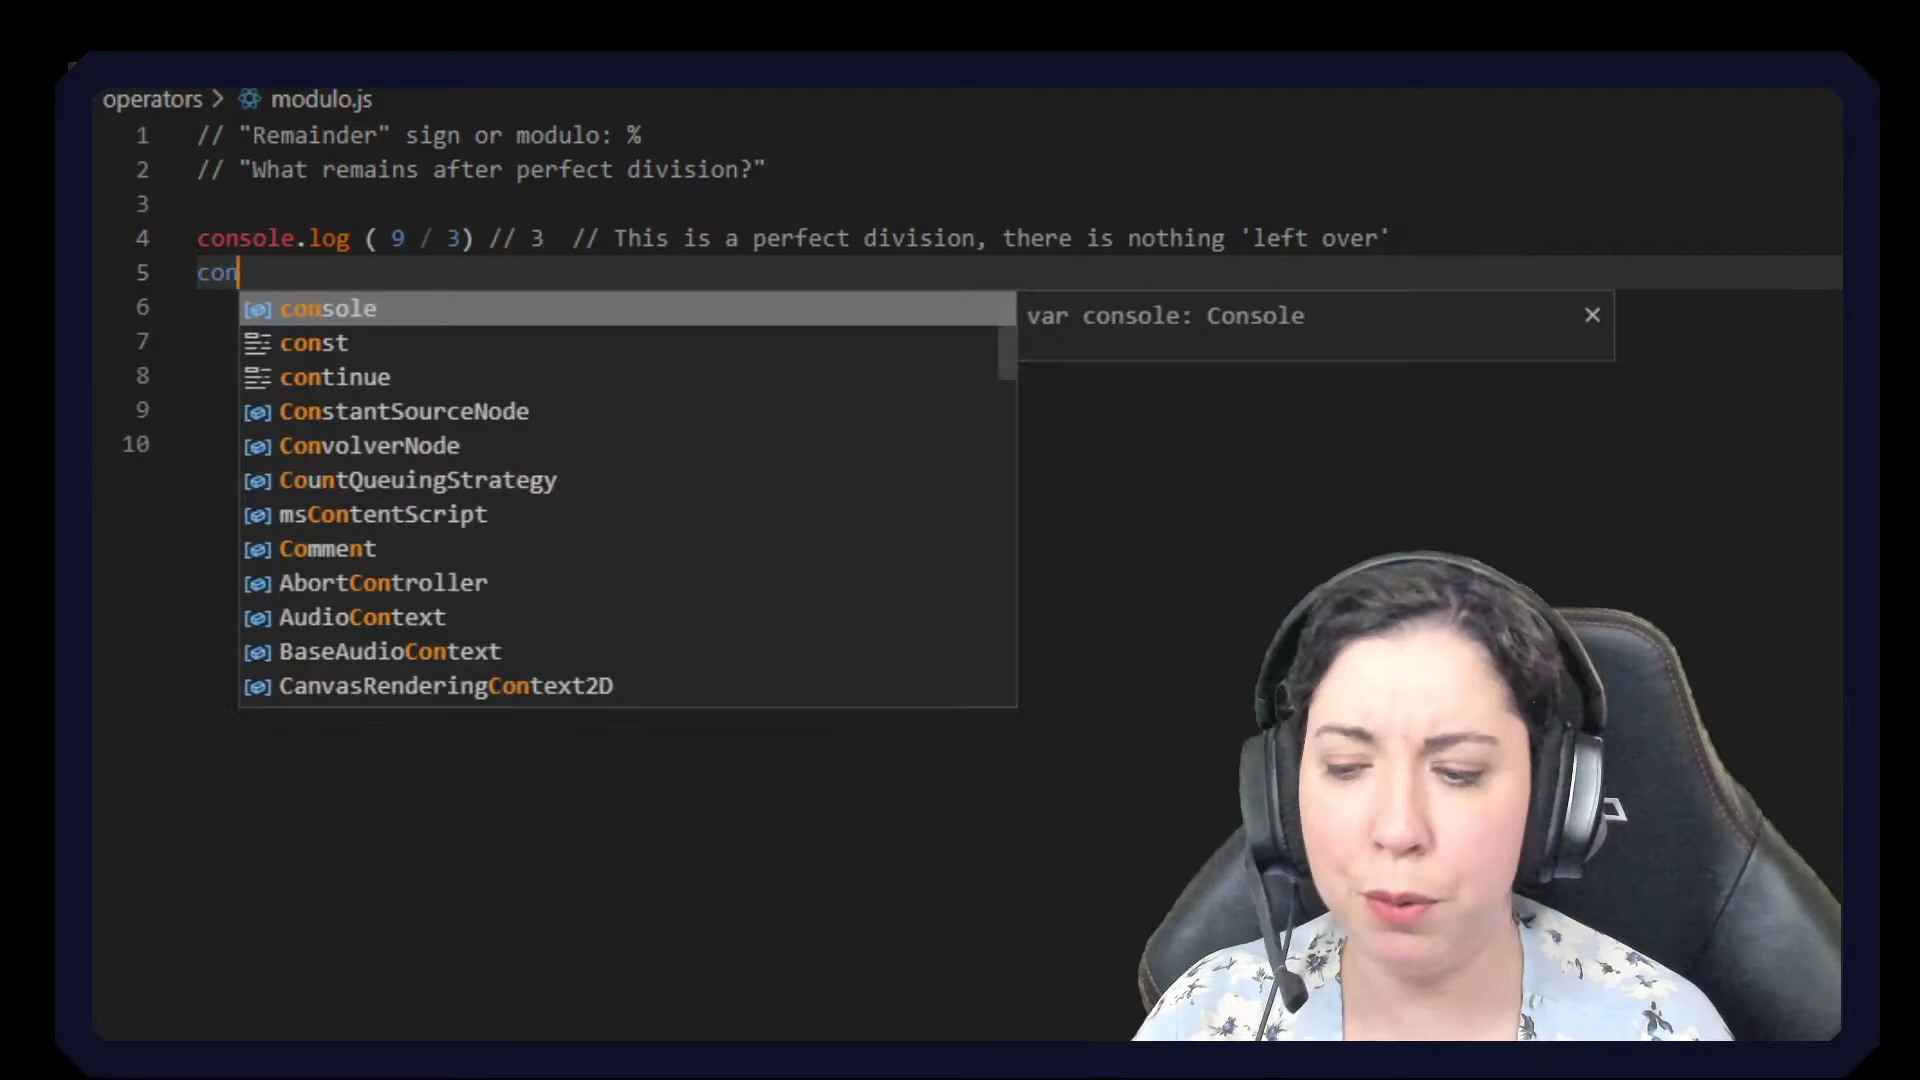 operators > modulo.js
1 // "Remainder" sign or modulo: %
2 // "What remains after perfect division?"
3
4 console.log ( 9 / 3) // 3  // This is a perfect division, there is nothing 'left over'
5 con
6 console
var console: Console ×
7 const
8 continue
9 ConstantSourceNode
10 ConvolverNode
CountQueuingStrategy
msContentScript
Comment
AbortController
AudioContext
BaseAudioContext
CanvasRenderingContext2D